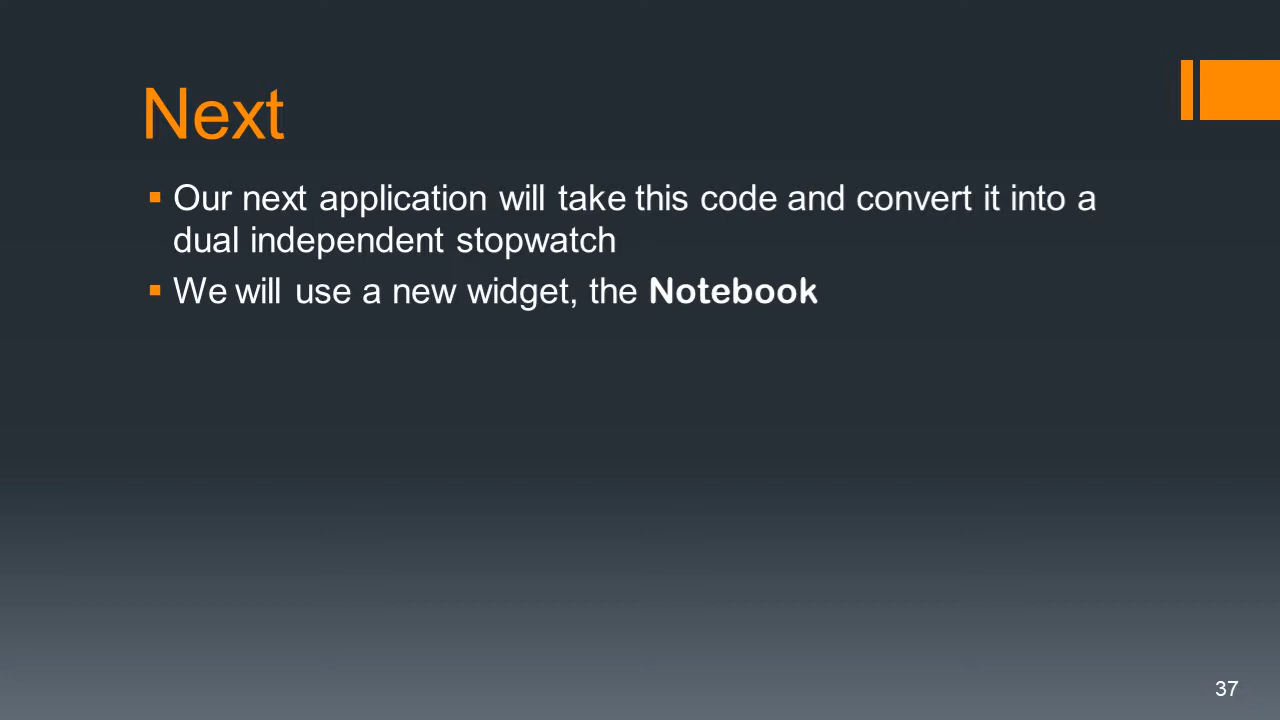 Next
Our next application will take this code and convert it into a
dual independent stopwatch
We will use a new widget, the Notebook
37